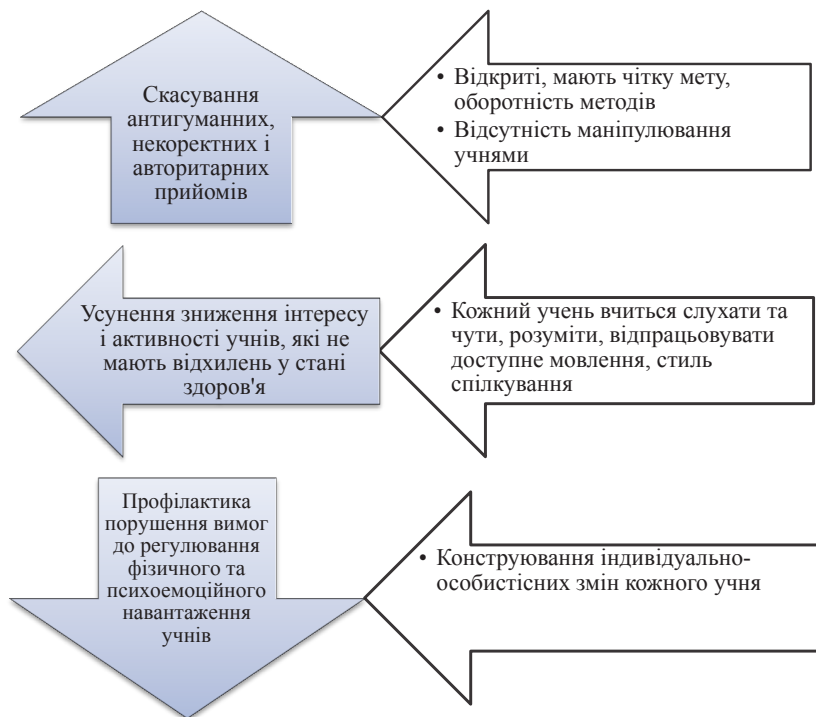 Скасування
антигуманних,
некоректних і
авторитарних
прийомів
• Відкриті, мають чітку мету,
оборотність методів
• Відсутність маніпулювання
учнями
Усунення зниження інтересу
і активності учнів, які не
мають відхилень у стані
здоров'я
• Кожний учень вчиться слухати та
чути, розуміти, відпрацьовувати
доступне мовлення, стиль
спілкування
Профілактика
порушення вимог
до регулювання
фізичного та
психоемоційного
навантаження
учнів
• Конструювання індивідуально-
особистісних змін кожного учня